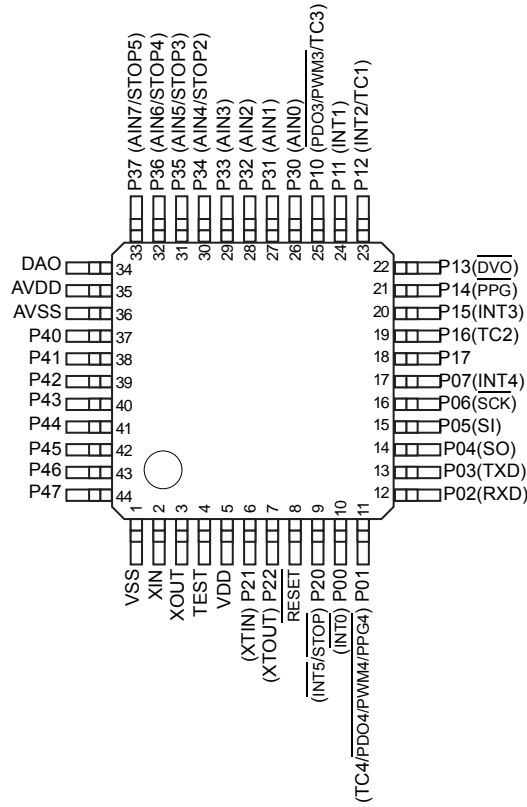 P37 (AIN7/STOP5)
P36 (AIN6/STOP4)
P35 (AIN5/STOP3)
P34 (AIN4/STOP2)
P33 (AIN3)
P32 (AIN2)
P31 (AIN1)
P30 (AIN0)
P10 (PDO3/PWM3/TC3)
P11 (INT1)
P12 (INT2/TC1)
33
32
31
30
29
28
27
26
25
24
23
DAO 34
AVDD 35
AVSS 36
P40 37
P41 38
P42 39
P43 40
P44 41
P45 42
P46 43
P47 44
22 P13(DVO)
21 P14(PPG)
20 P15(INT3)
19 P16(TC2)
18 P17
17 P07(INT4)
16 P06(SCK)
15 P05(SI)
14 P04(SO)
13 P03(TXD)
12 P02(RXD)
1
2
3
4
5
6
7
8
9
10
11
VSS
XIN
XOUT
TEST
VDD
(XTIN) P21
(XTOUT) P22
RESET
(INT5/STOP) P20
(INT0) P00
(TC4/PDO4/PWM4/PPG4) P01